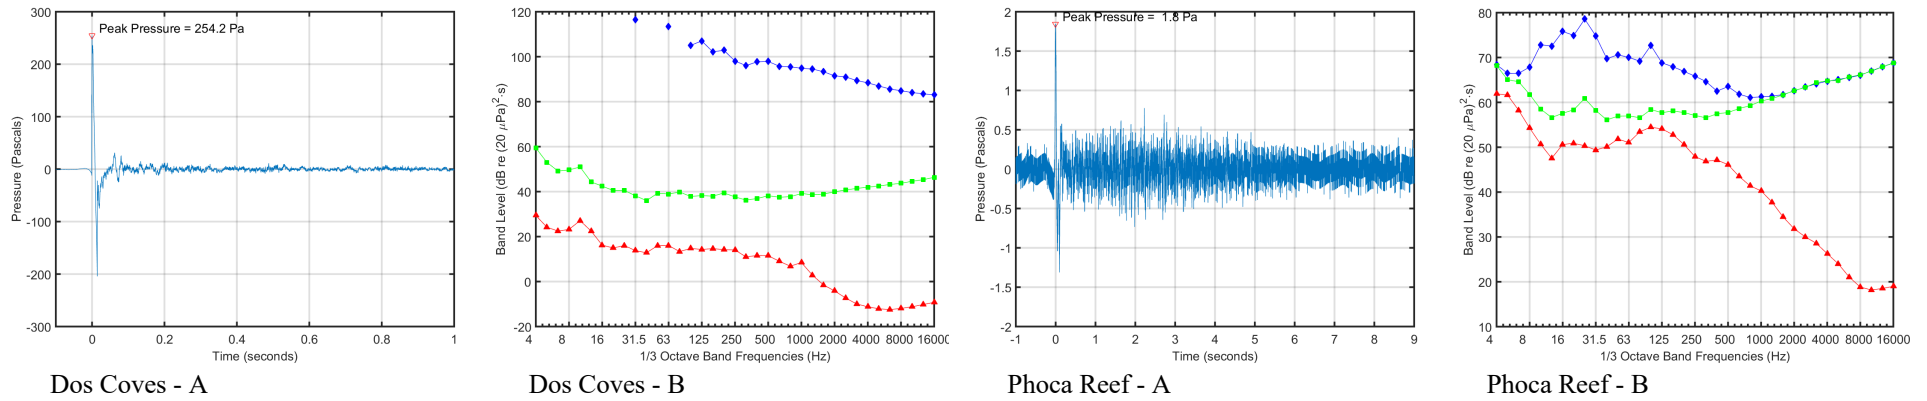 300
200
100
0
-100
-200
-300
Pressure (Pascals)
Peak Pressure = 254.2 Pa
0 0.2 0.4 0.6 0.8 1
Time (seconds)
Dos Coves - A
120
100
80
60
40
20
0
-20
Band Level (dB re (20 μPa)²·s)
4 8 16 31.5 63 125 250 500 1000 2000 4000 8000 16000
1/3 Octave Band Frequencies (Hz)
Dos Coves - B
2
1.5
1
0.5
0
-0.5
-1
-1.5
-2
Pressure (Pascals)
Peak Pressure = 1.8 Pa
-1 0 1 2 3 4 5 6 7 8 9
Time (seconds)
Phoca Reef - A
80
70
60
50
40
30
20
10
Band Level (dB re (20 μPa)²·s)
4 8 16 31.5 63 125 250 500 1000 2000 4000 8000 16000
1/3 Octave Band Frequencies (Hz)
Phoca Reef - B